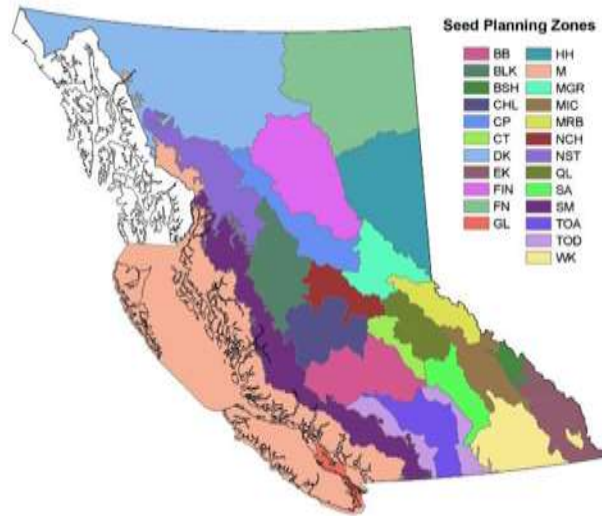 Seed Planning Zones
BB
BLK
BSH
CHL
CP
CT
DK
EK
FIN
FN
GL
HH
M
MGR
MIC
MRB
NCH
NST
QL
SA
SM
TOA
TOD
WK